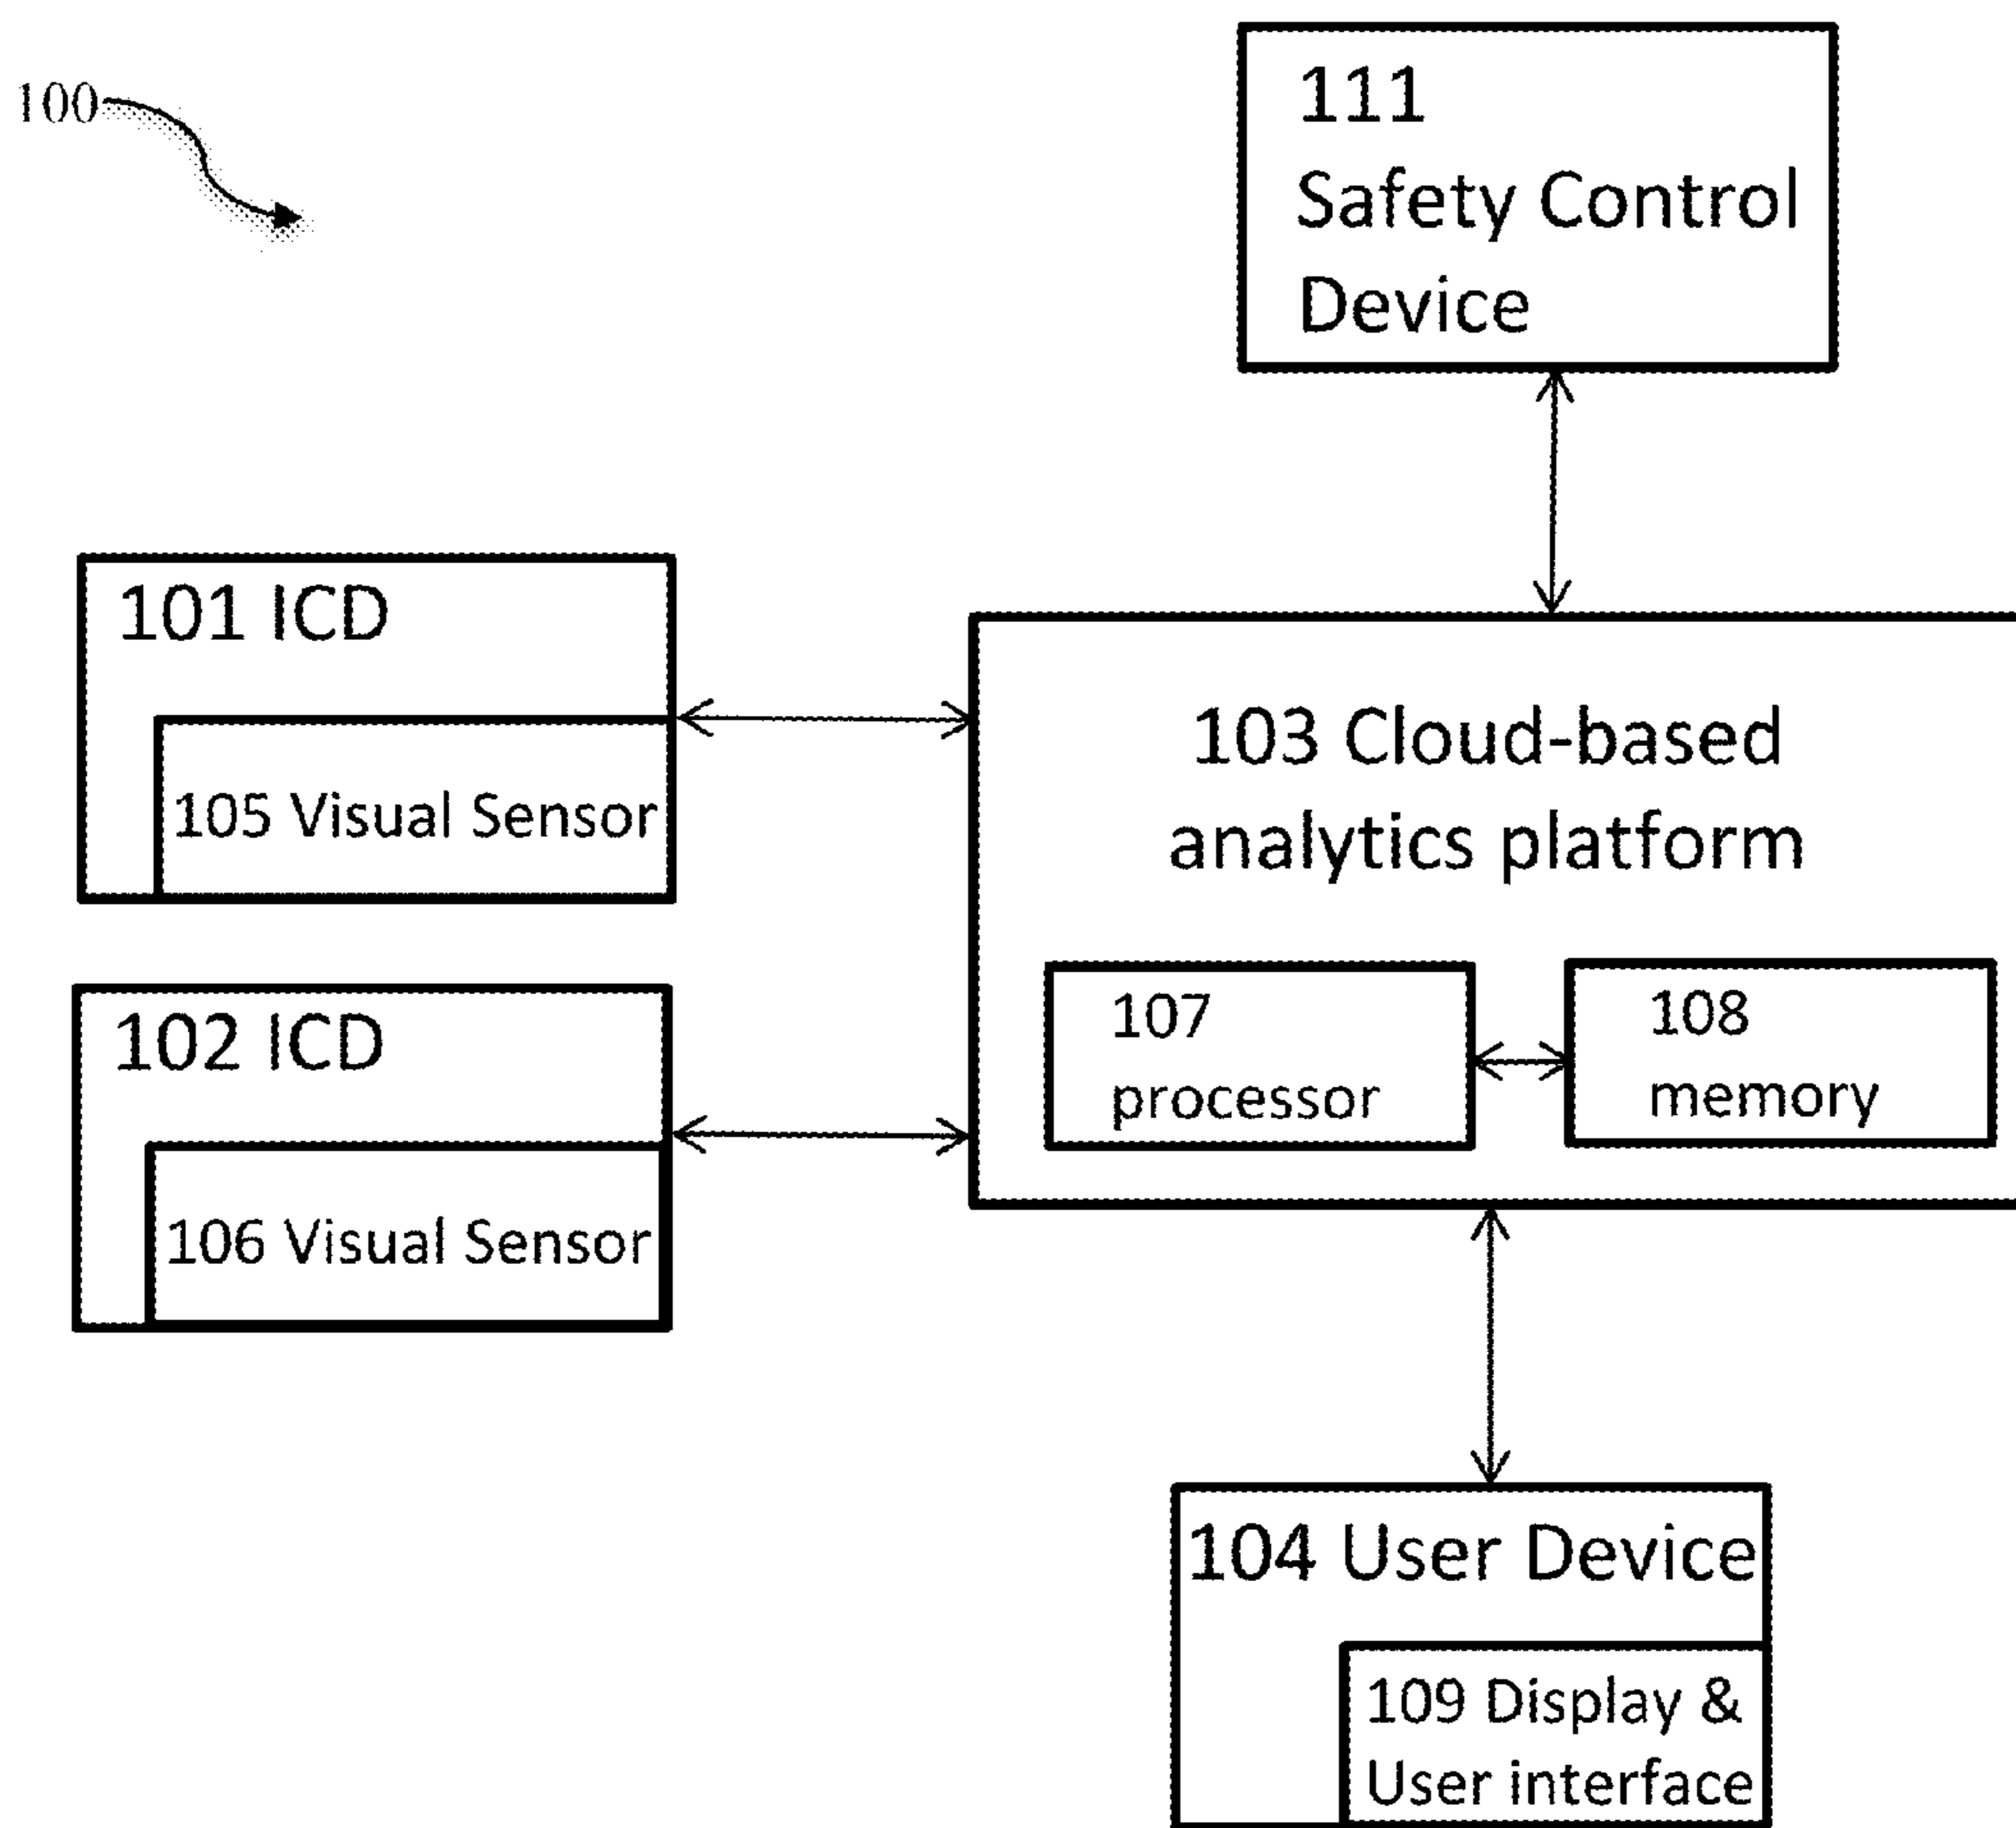 100
111
Safety Control
Device
101 ICD
105 Visual Sensor
102 ICD
106 Visual Sensor
103 Cloud-based
analytics platform
107
processor
108
memory
104 User Device
109 Display &
User interface